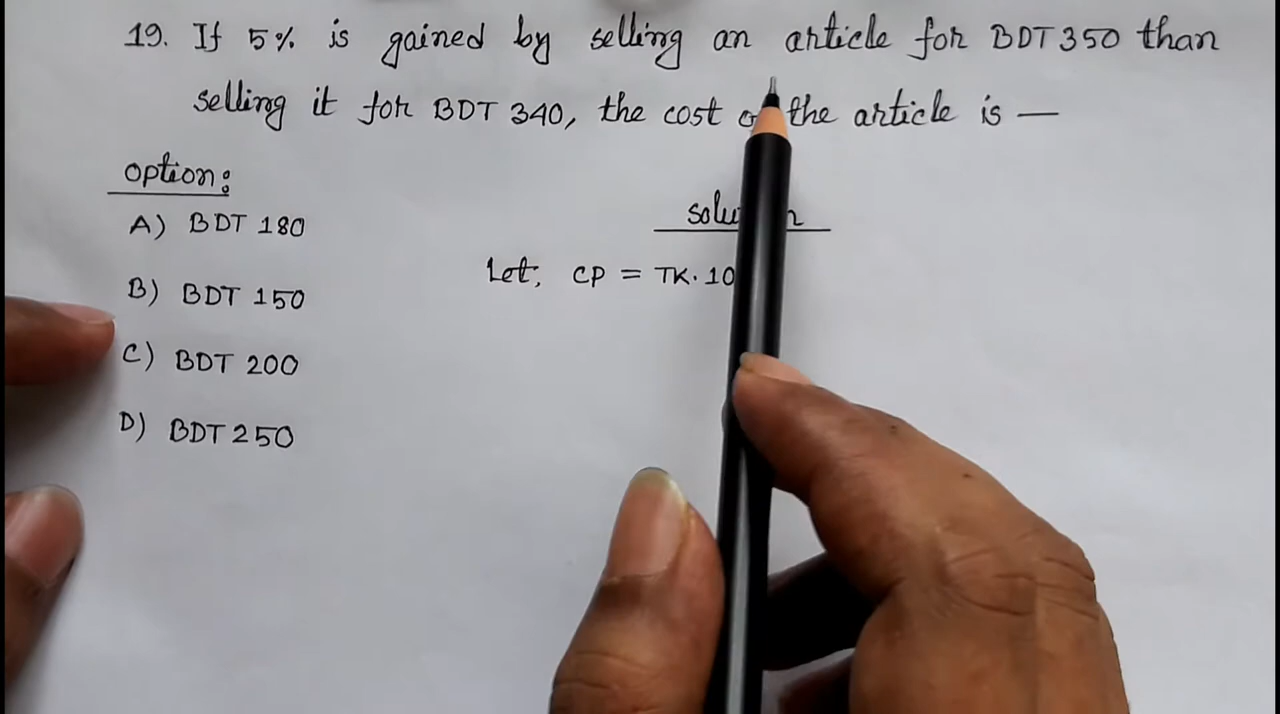 19. If 5% is gained by selling an article for BDT 350 than
selling it for BDT 340, the cost the article is —
option:
A) BDT 180
B) BDT 150
C) BDT 200
D) BDT 250
Let, CP = TK.